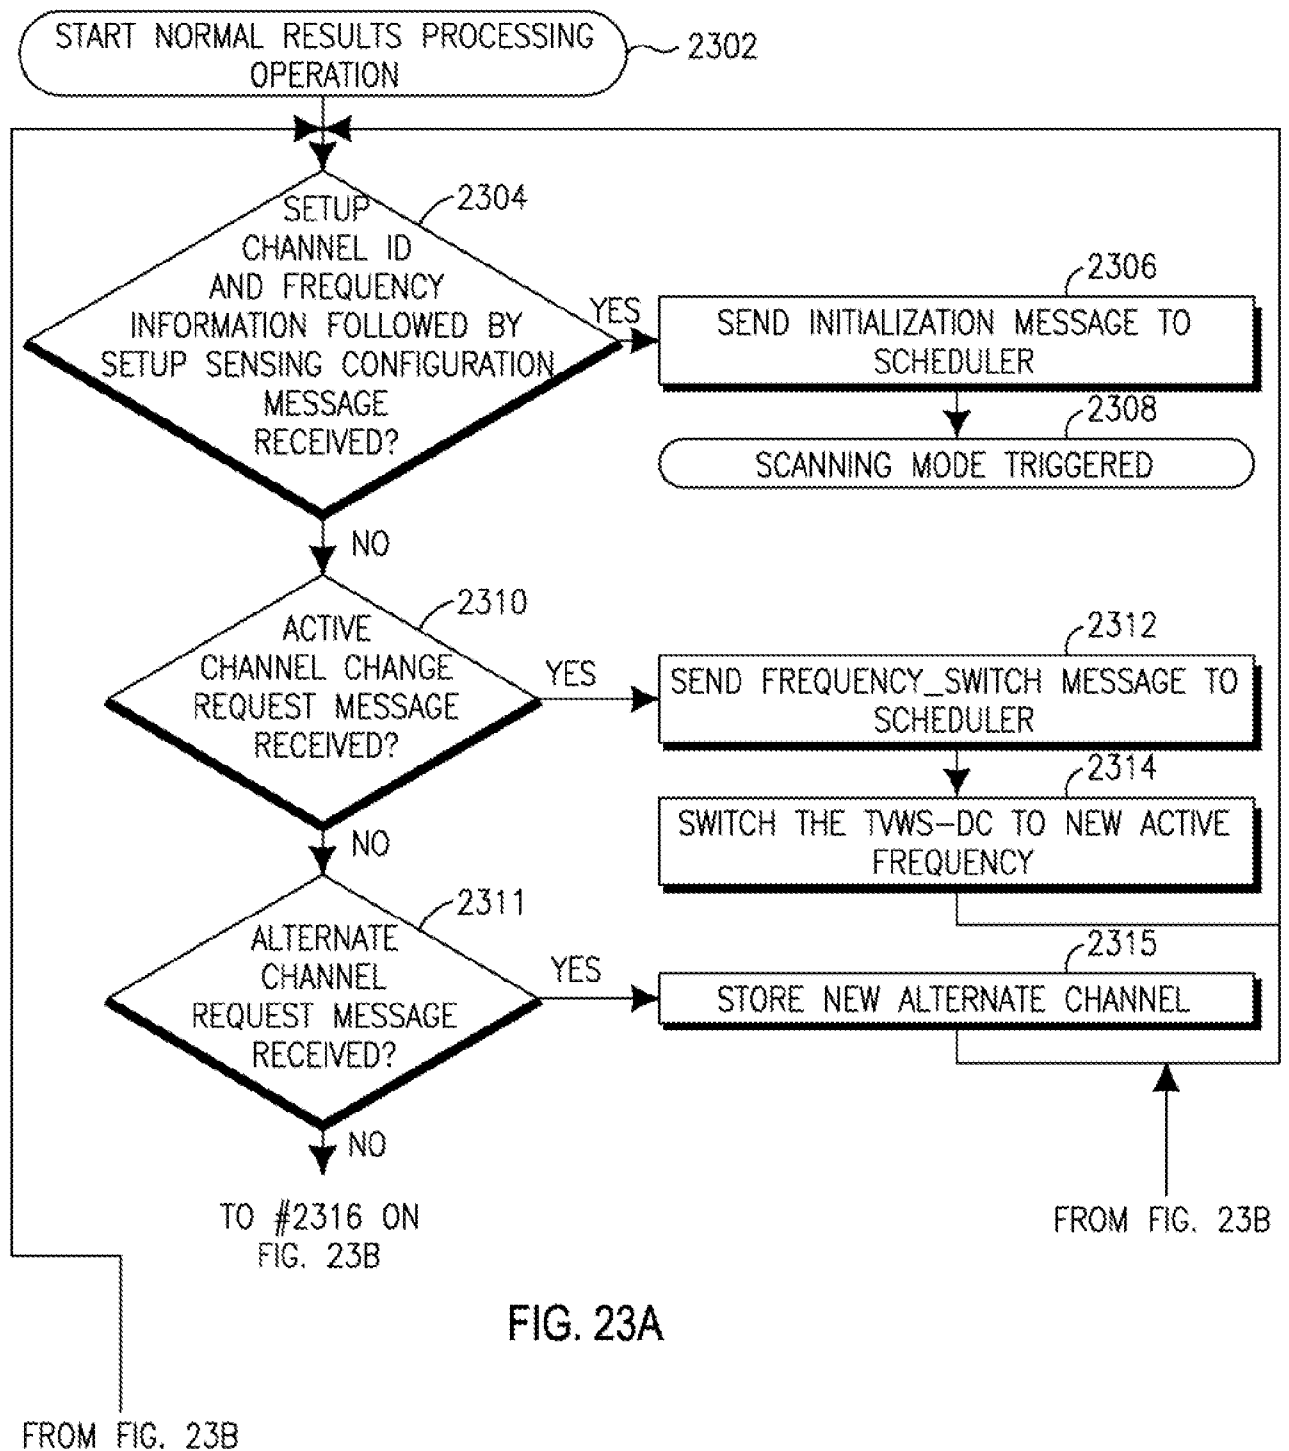 START NORMAL RESULTS PROCESSING
OPERATION
2302
SETUP
CHANNEL ID
AND FREQUENCY
INFORMATION FOLLOWED BY
SETUP SENSING CONFIGURATION
MESSAGE
RECEIVED?
2304
YES
2306
SEND INITIALIZATION MESSAGE TO
SCHEDULER
2308
SCANNING MODE TRIGGERED
NO
2310
ACTIVE
CHANNEL CHANGE
REQUEST MESSAGE
RECEIVED?
YES
2312
SEND FREQUENCY_SWITCH MESSAGE TO
SCHEDULER
2314
SWITCH THE TVWS-DC TO NEW ACTIVE
FREQUENCY
NO
2311
ALTERNATE
CHANNEL
REQUEST MESSAGE
RECEIVED?
YES
2315
STORE NEW ALTERNATE CHANNEL
NO
TO #2316 ON
FIG. 23B
FROM FIG. 23B
FIG. 23A
FROM FIG. 23B